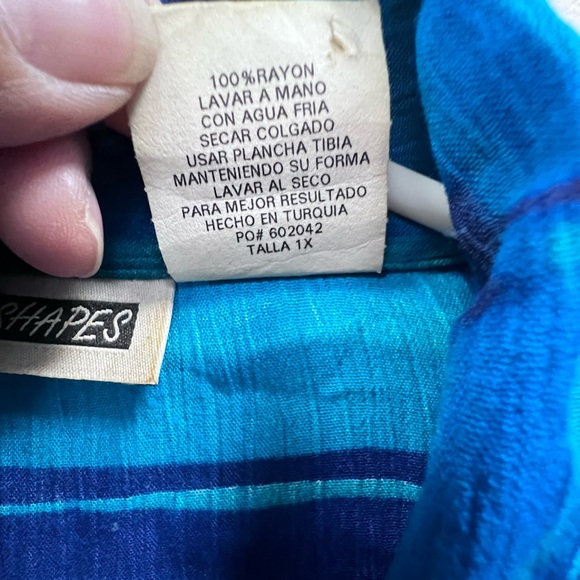 100% RAYON
LAVAR A MANO
CON AGUA FRIA
SECAR COLGADO
USAR PLANCHA TIBIA
MANTENIENDO SU FORMA
LAVAR AL SECO
PARA MEJOR RESULTADO
HECHO EN TURQUIA
PO# 602042
TALLA 1X
SHAPES